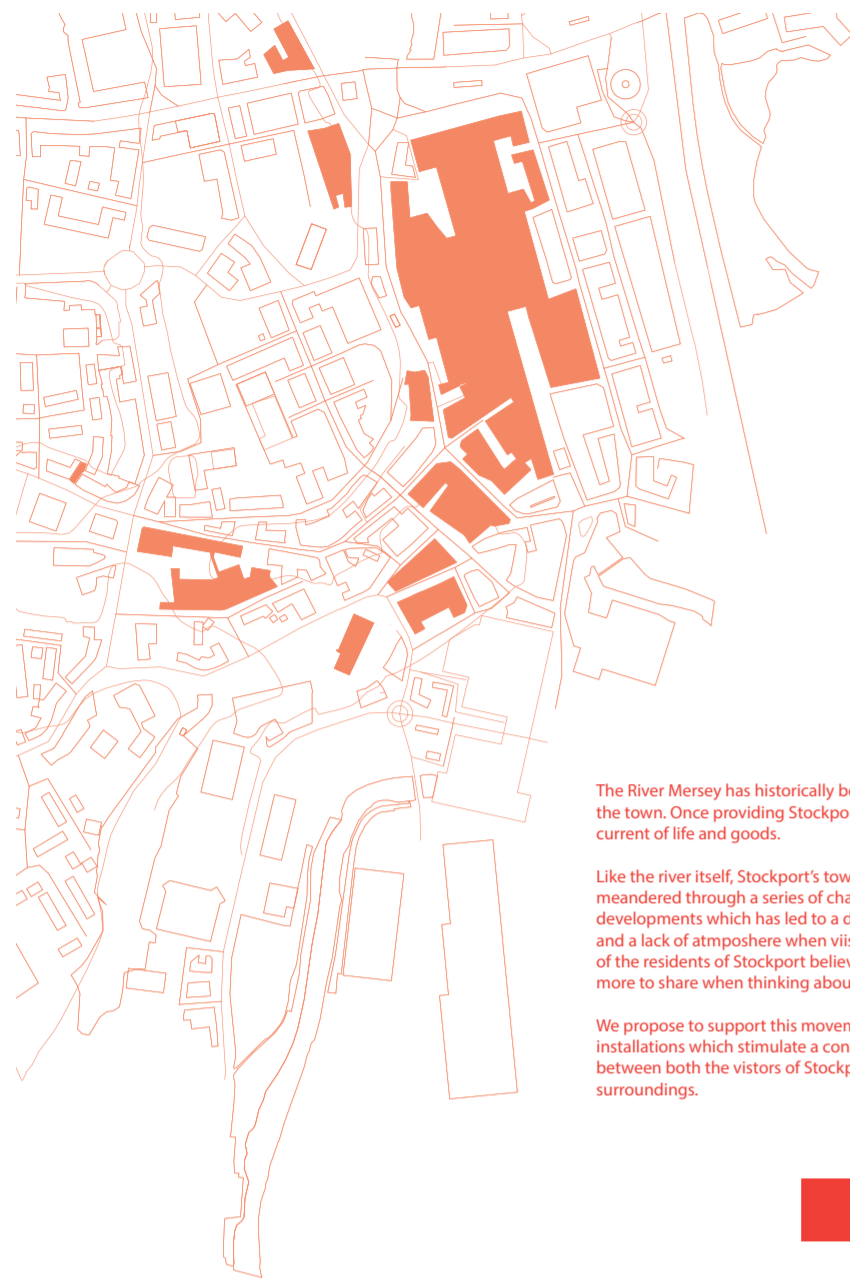 The River Mersey has historically b
the town. Once providing Stockpo
current of life and goods.
Like the river itself, Stockport's tow
meandered through a series of cha
developments which has led to a d
and a lack of atmposhere when viis
of the residents of Stockport believ
more to share when thinking abou
We propose to support this movem
installations which stimulate a con
between both the vistors of Stockp
surroundings.